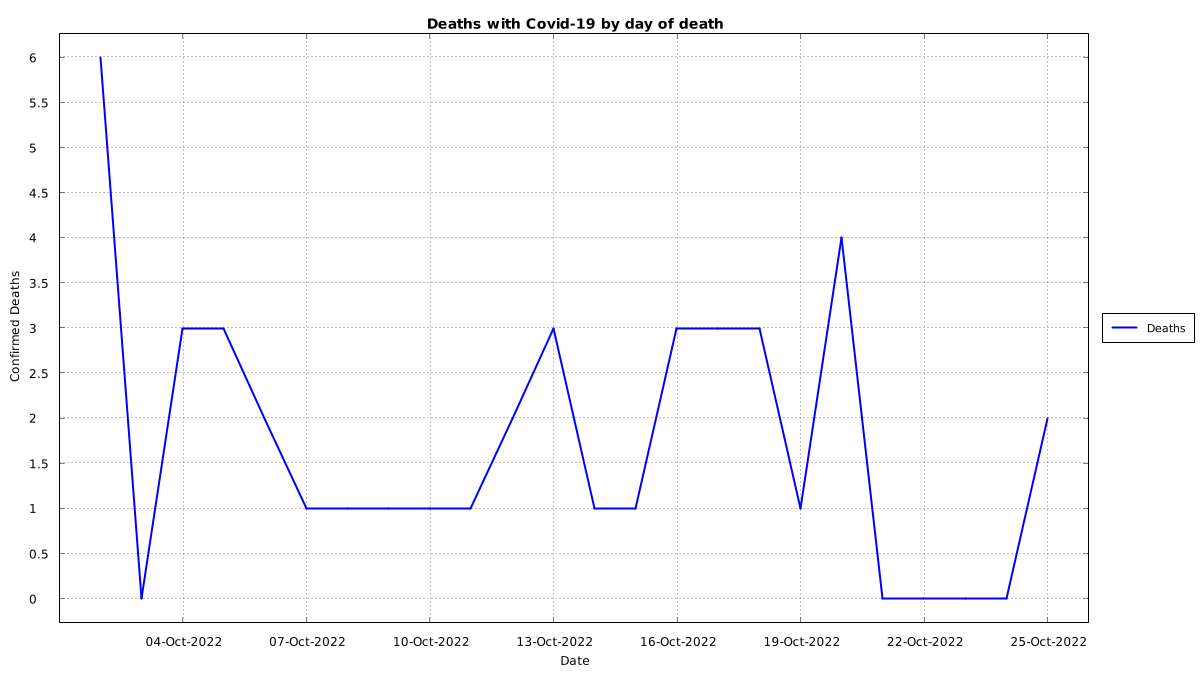 Deaths with Covid-19 by day of death
6
5.5
5
4.5
4
3.5
3
2.5
2
1.5
1
0.5
0
Confirmed Deaths
04-Oct-2022 07-Oct-2022 10-Oct-2022 13-Oct-2022 16-Oct-2022 19-Oct-2022 22-Oct-2022 25-Oct-2022
Date
Deaths